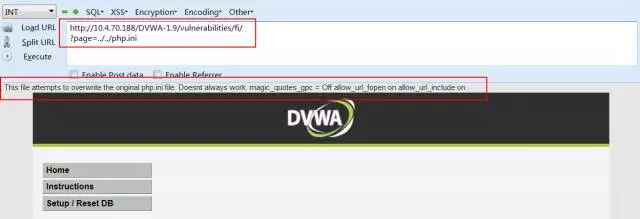 INT
SQL▾ XSS▾ Encryption▾ Encoding▾ Other▾
Load URL
http://10.4.70.188/DVWA-1.9/vulnerabilities/fi/
?page=../../php.ini
Split URL
Execute
Enable Post data Enable Referrer
This file attempts to overwrite the original php.ini file. Doesnt always work. magic_quotes_gpc = Off allow_url_fopen on allow_url_include on
DVWA
Home
Instructions
Setup / Reset DB